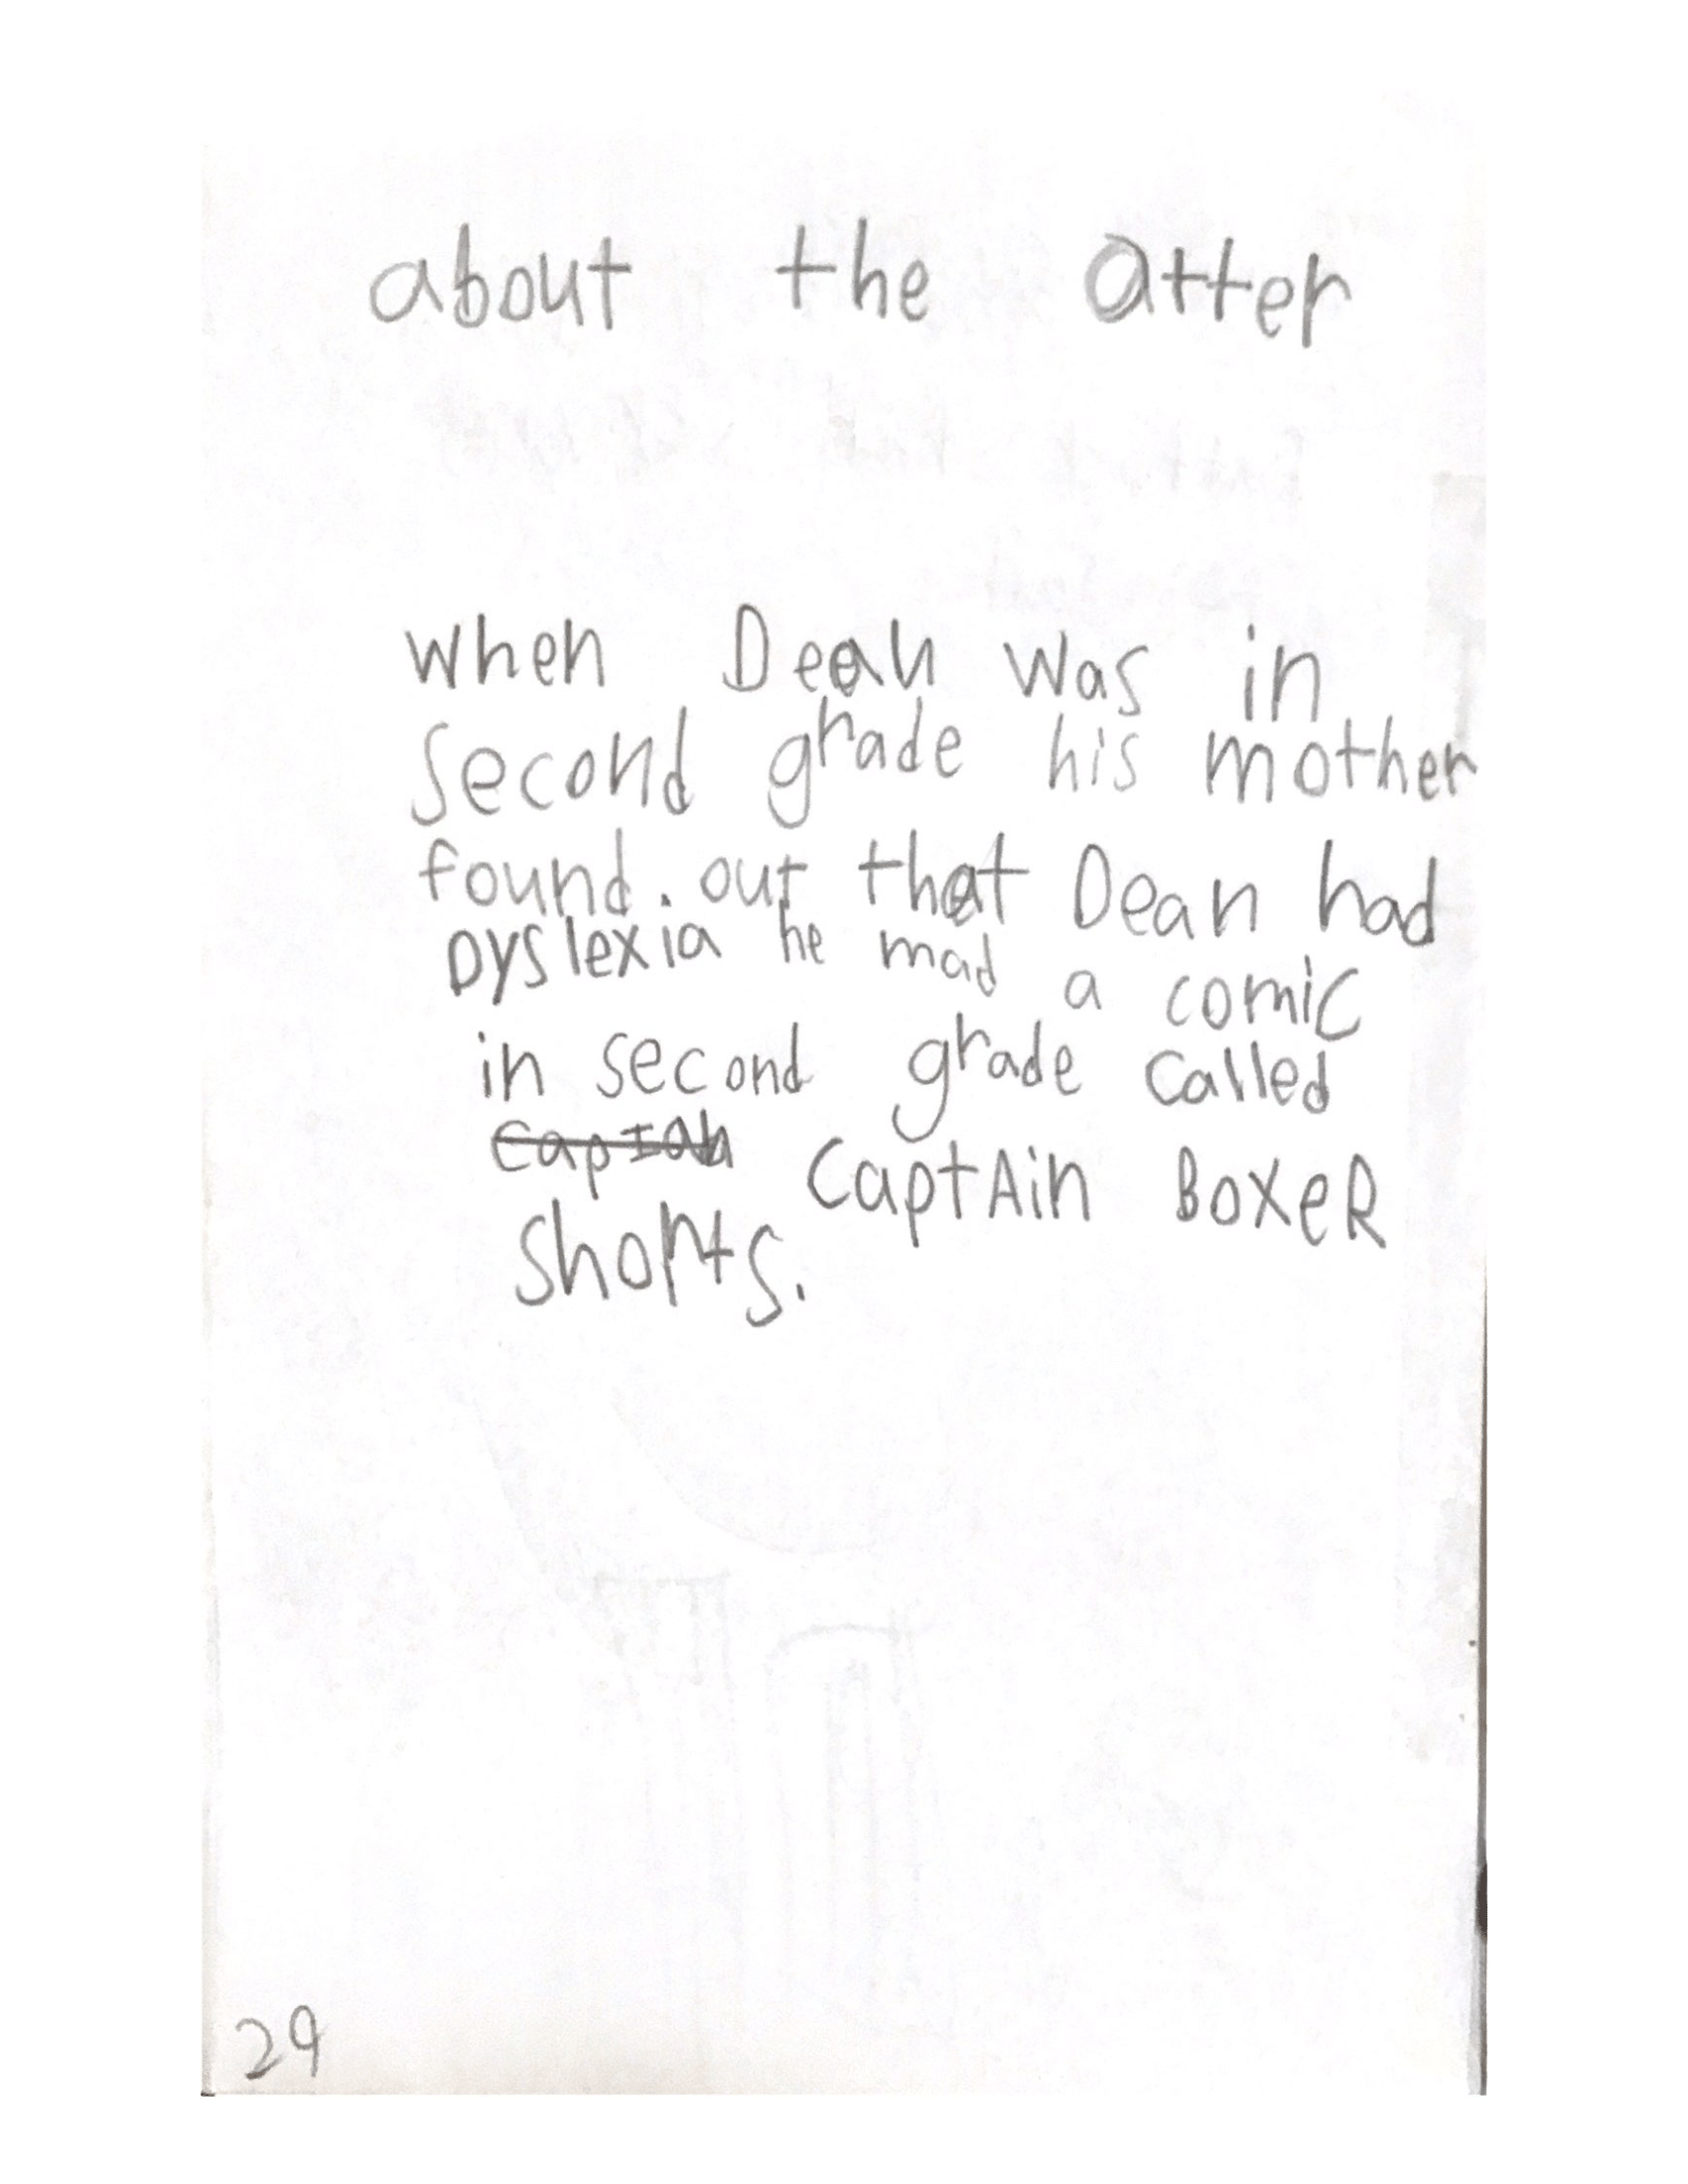 about the atter
when Dean was in
second grade his mother
found. out that Dean had
DYslexia he mad a comic
in second grade called
CaptAin BoxeR
shorts.
29